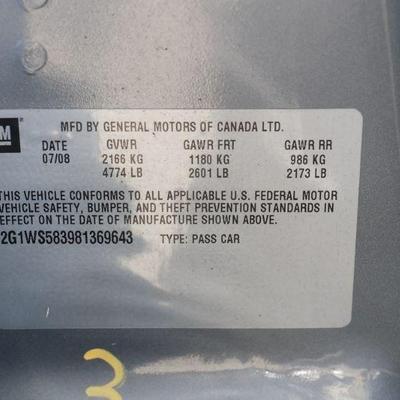 GM MFD BY GENERAL MOTORS OF CANADA LTD.
DATE GVWR GAWR FRT GAWR RR
07/08 2166 KG 1180 KG 986 KG
4774 LB 2601 LB 2173 LB
THIS VEHICLE CONFORMS TO ALL APPLICABLE U.S. FEDERAL MOTOR
VEHICLE SAFETY, BUMPER, AND THEFT PREVENTION STANDARDS IN
EFFECT ON THE DATE OF MANUFACTURE SHOWN ABOVE.
2G1WS583981369643 TYPE: PASS CAR
3